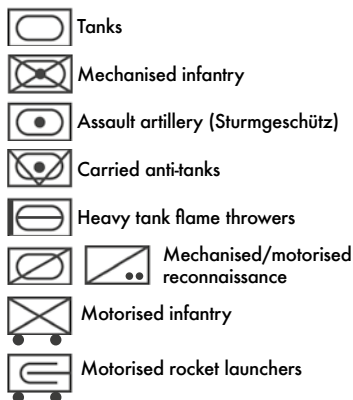 Tanks
Mechanised infantry
Assault artillery (Sturmgeschütz)
Carried anti-tanks
Heavy tank flame throwers
Mechanised/motorised
reconnaissance
Motorised infantry
Motorised rocket launchers